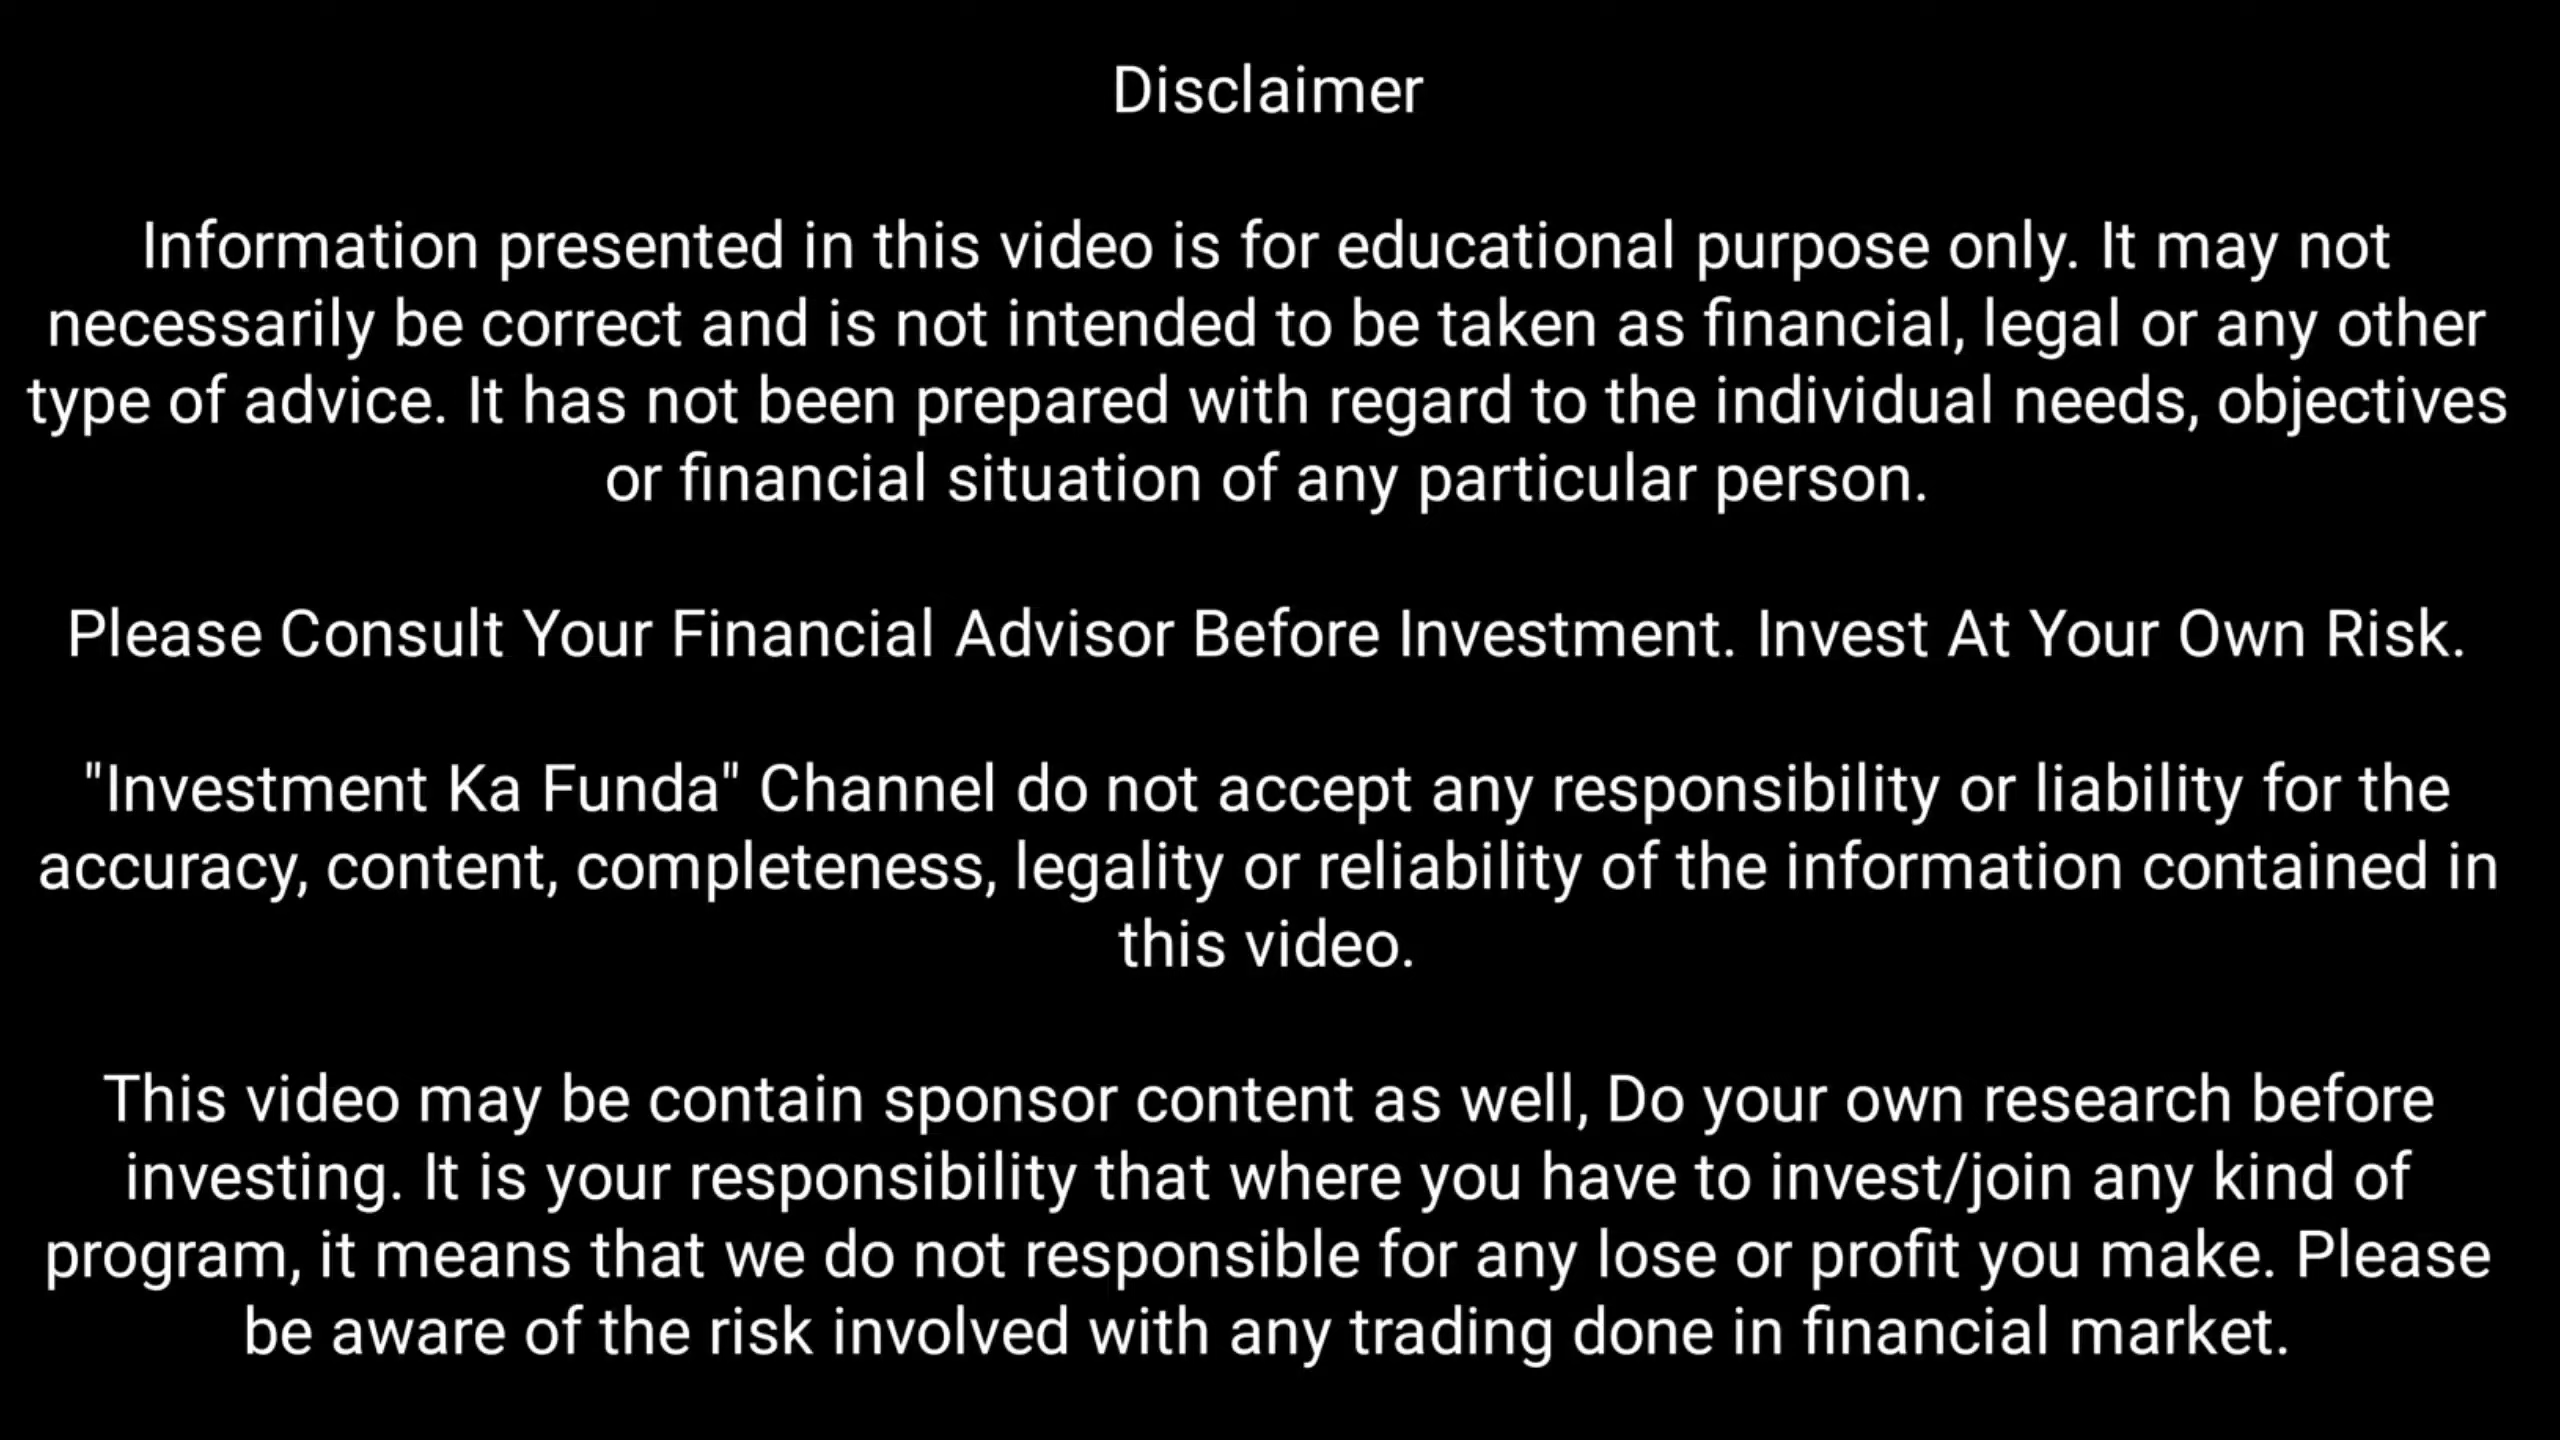 Disclaimer
Information presented in this video is for educational purpose only. It may not
necessarily be correct and is not intended to be taken as financial, legal or any other
type of advice. It has not been prepared with regard to the individual needs, objectives
or financial situation of any particular person.
Please Consult Your Financial Advisor Before Investment. Invest At Your Own Risk.
"Investment Ka Funda" Channel do not accept any responsibility or liability for the
accuracy, content, completeness, legality or reliability of the information contained in
this video.
This video may be contain sponsor content as well, Do your own research before
investing. It is your responsibility that where you have to invest/join any kind of
program, it means that we do not responsible for any lose or profit you make. Please
be aware of the risk involved with any trading done in financial market.